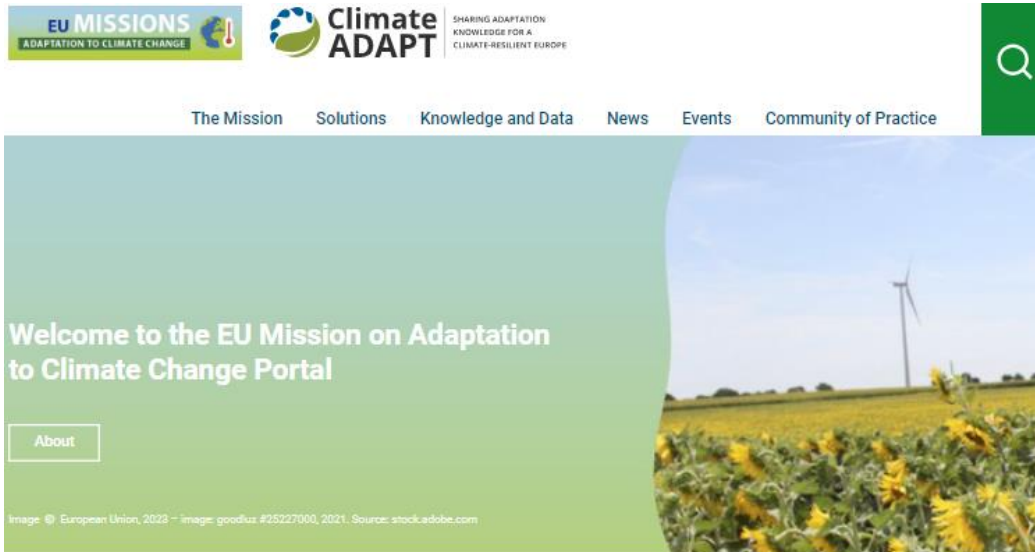 EU MISSIONS
ADAPTATION TO CLIMATE CHANGE
Climate
ADAPT
SHARING ADAPTATION
KNOWLEDGE FOR A
CLIMATE-RESILIENT EUROPE
The Mission Solutions Knowledge and Data News Events Community of Practice
Welcome to the EU Mission on Adaptation
to Climate Change Portal
About
Image © European Union, 2023 – image: goodluz #25227000, 2021. Source: stock.adobe.com